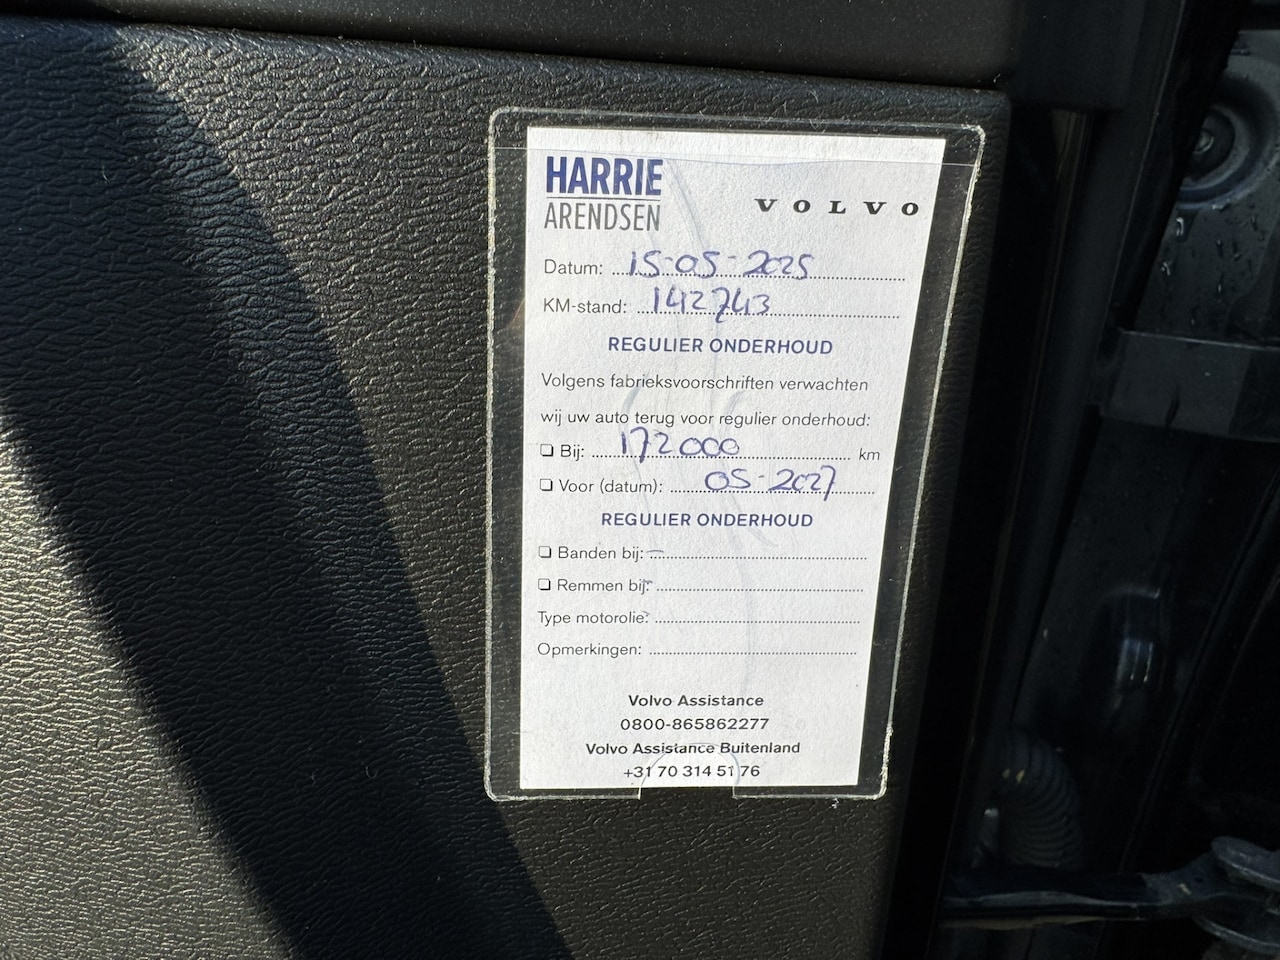 HARRIE
ARENDSEN
VOLVO
Datum: 15-05-2025
KM-stand: 142743
REGULIER ONDERHOUD
Volgens fabrieksvoorschriften verwachten
wij uw auto terug voor regulier onderhoud:
❏ Bij: 172000 km
❏ Voor (datum): 05-2027
REGULIER ONDERHOUD
❏ Banden bij: -
❏ Remmen bij: -
Type motorolie: -
Opmerkingen:
Volvo Assistance
0800-865862277
Volvo Assistance Buitenland
+31 70 314 51 76